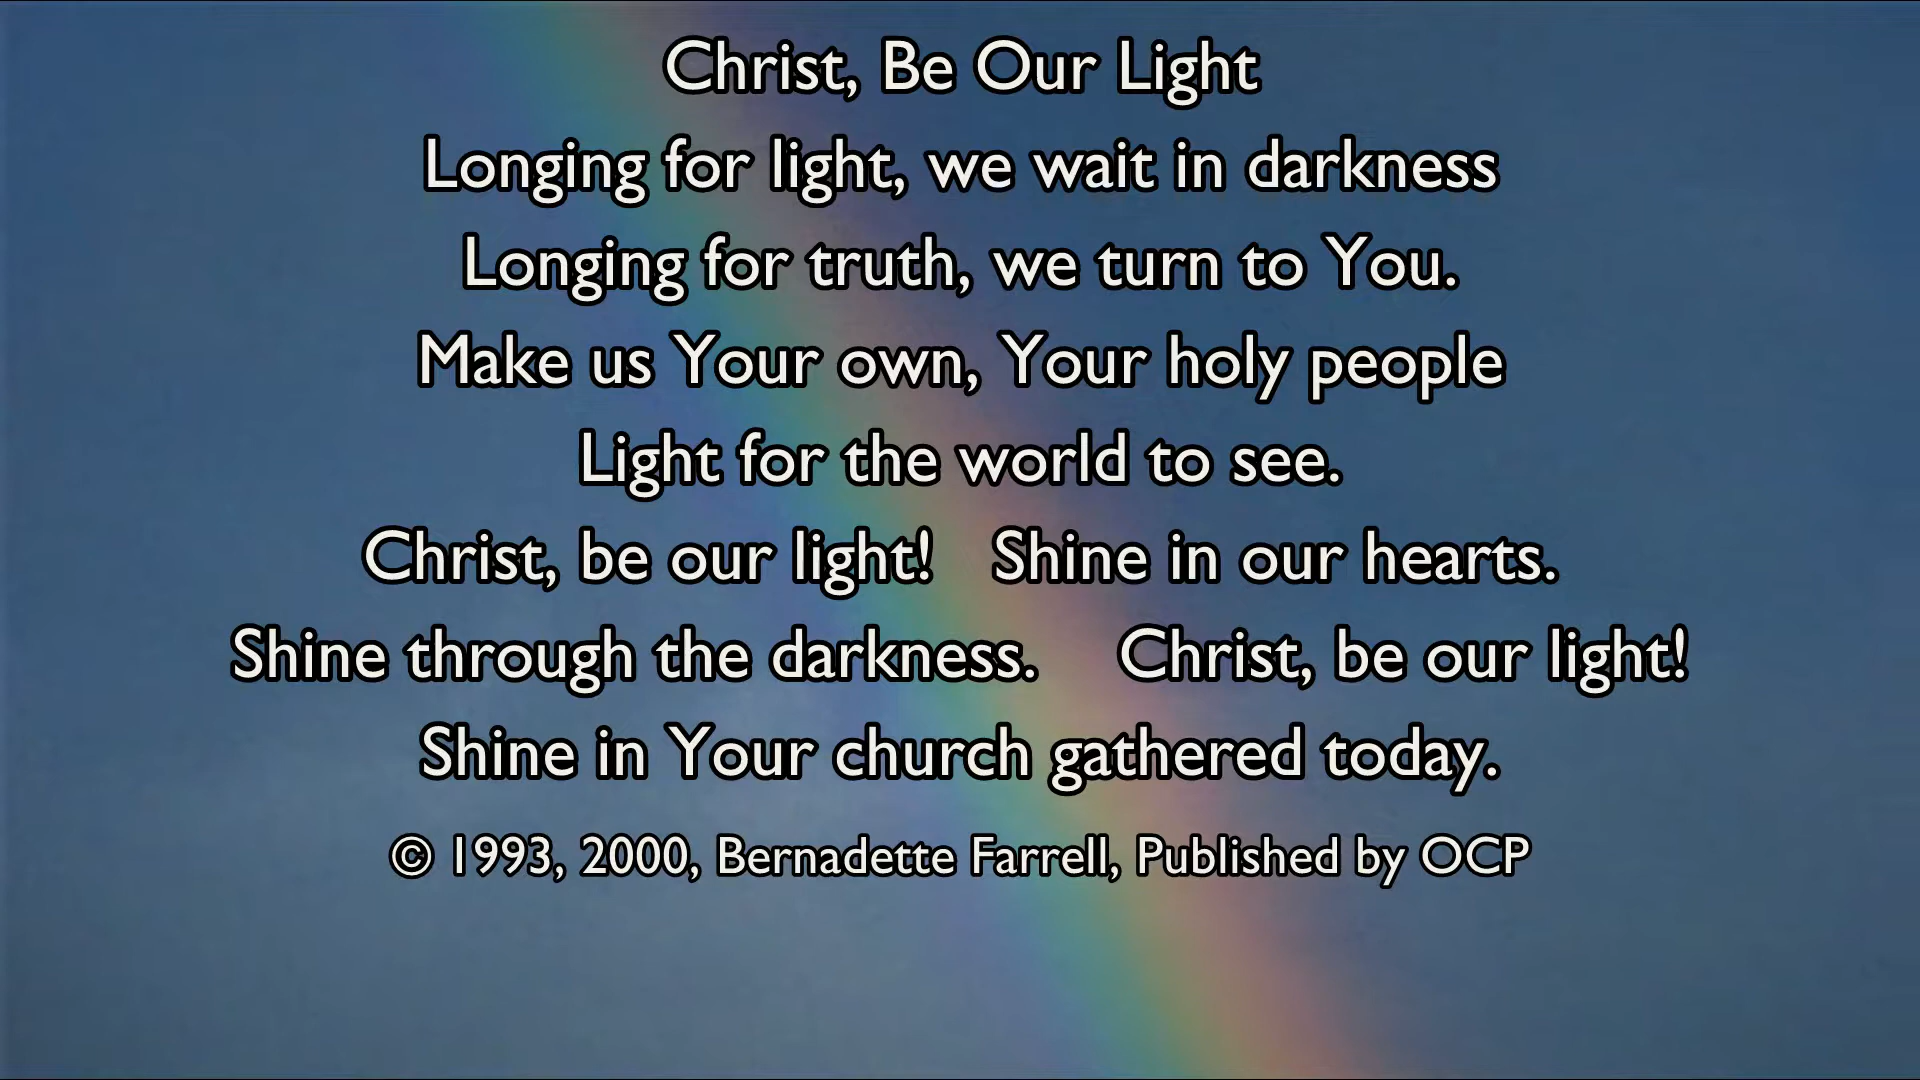 Christ, Be Our Light
Longing for light, we wait in darkness
Longing for truth, we turn to You.
Make us Your own, Your holy people
Light for the world to see.
Christ, be our light!   Shine in our hearts.
Shine through the darkness.    Christ, be our light!
Shine in Your church gathered today.
© 1993, 2000, Bernadette Farrell, Published by OCP